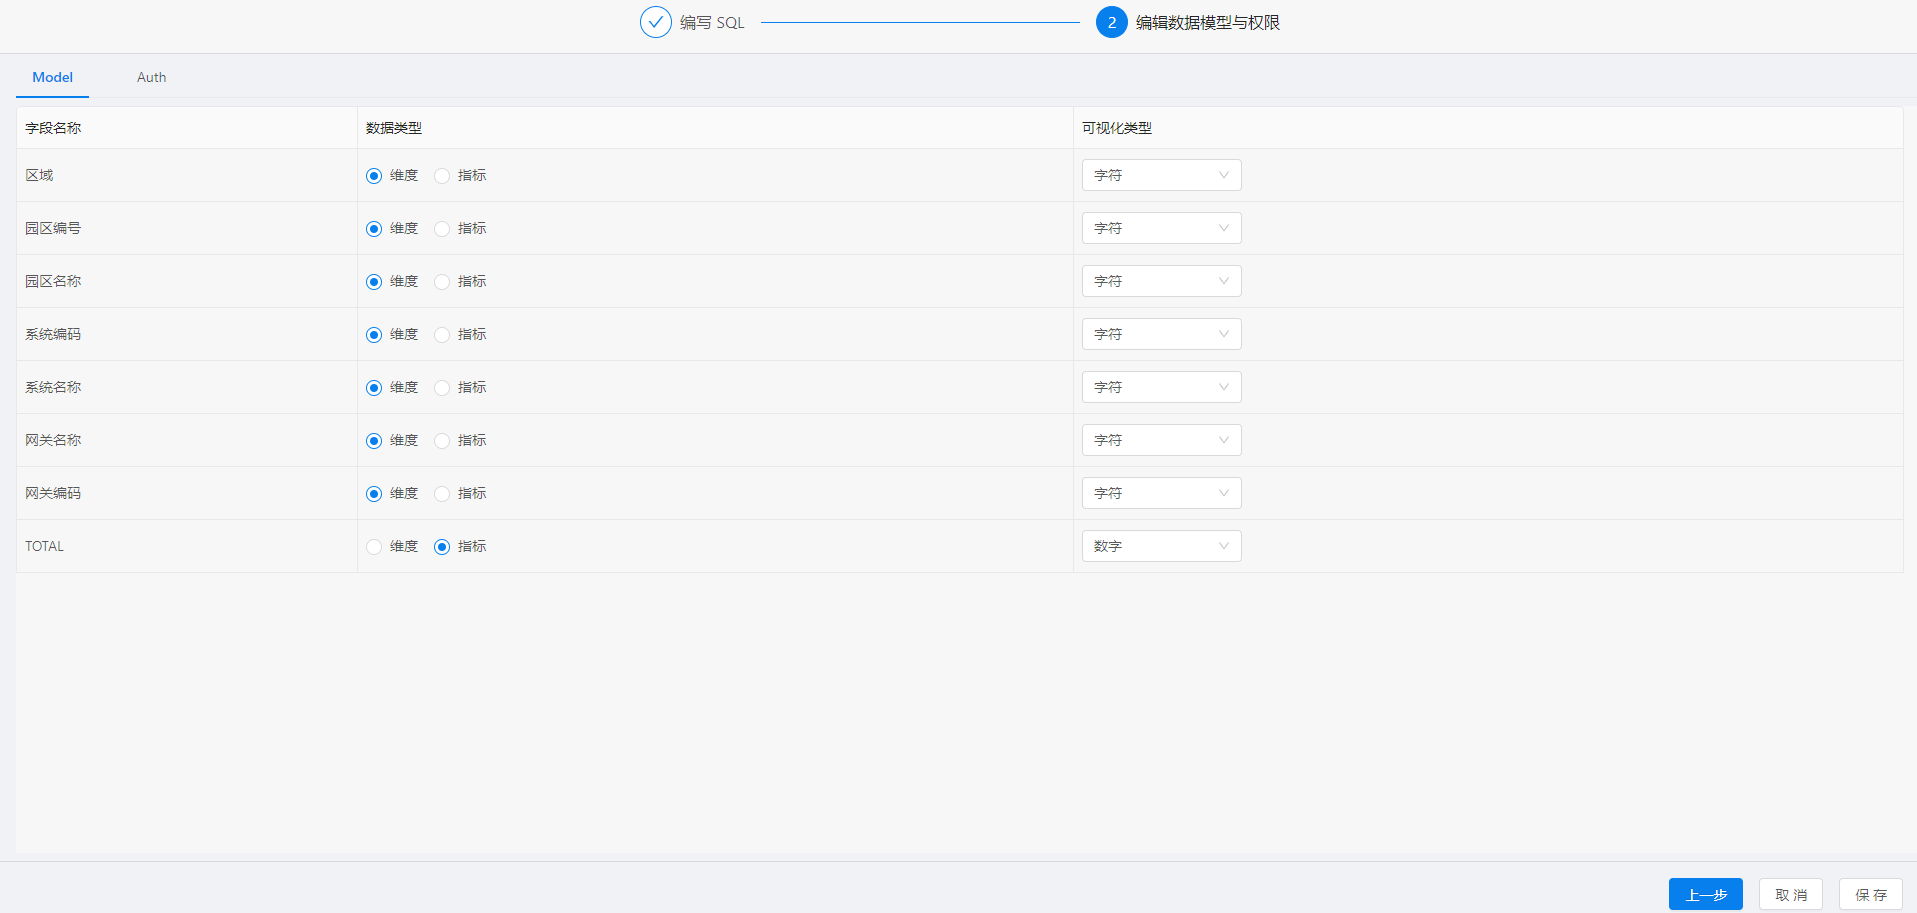 编写 SQL
2 编辑数据模型与权限
Model Auth
字段名称 数据类型 可视化类型
区域 维度 指标 字符
园区编号 维度 指标 字符
园区名称 维度 指标 字符
系统编码 维度 指标 字符
系统名称 维度 指标 字符
网关名称 维度 指标 字符
网关编码 维度 指标 字符
TOTAL 维度 指标 数字
上一步 取 消 保 存